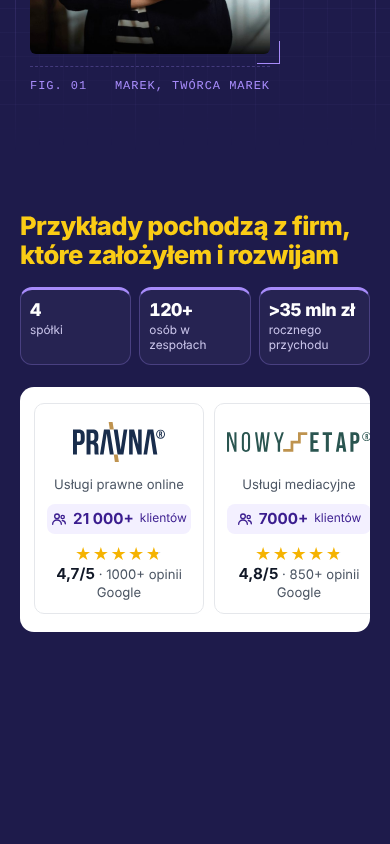 FIG. 01 MAREK, TWÓRCA MAREK
Przykłady pochodzą z firm,
które założyłem i rozwijam
4
spółki
120+
osób w
zespołach
>35 mln zł
rocznego
przychodu
PRAVNA®
Usługi prawne online
21 000+ klientów
★★★★★
4,7/5 · 1000+ opinii
Google
NOWY ETAP®
Usługi mediacyjne
7000+ klientów
★★★★★
4,8/5 · 850+ opinii
Google